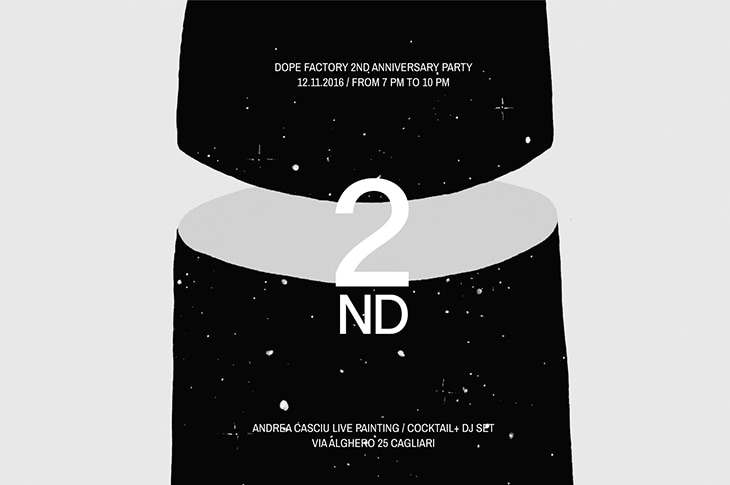 DOPE FACTORY 2ND ANNIVERSARY PARTY
12.11.2016 / FROM 7 PM TO 10 PM
2
ND
ANDREA CASCIU LIVE PAINTING / COCKTAIL + DJ SET
VIA ALGHERO 25 CAGLIARI